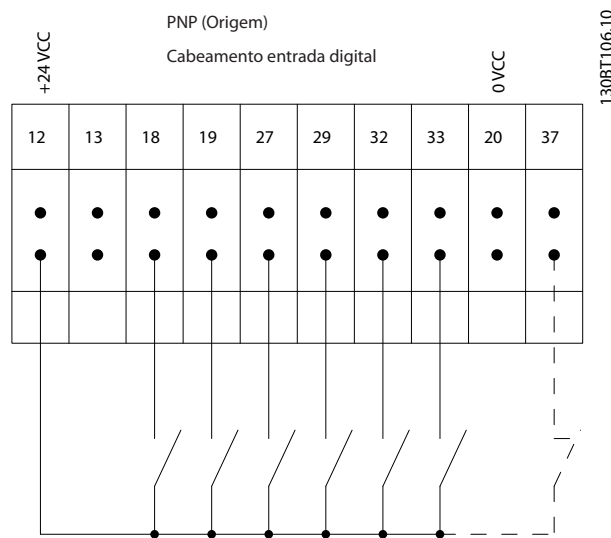 PNP (Origem)
Cabeamento entrada digital
+24 VCC
0 VCC
130BT106.10
12 13 18 19 27 29 32 33 20 37